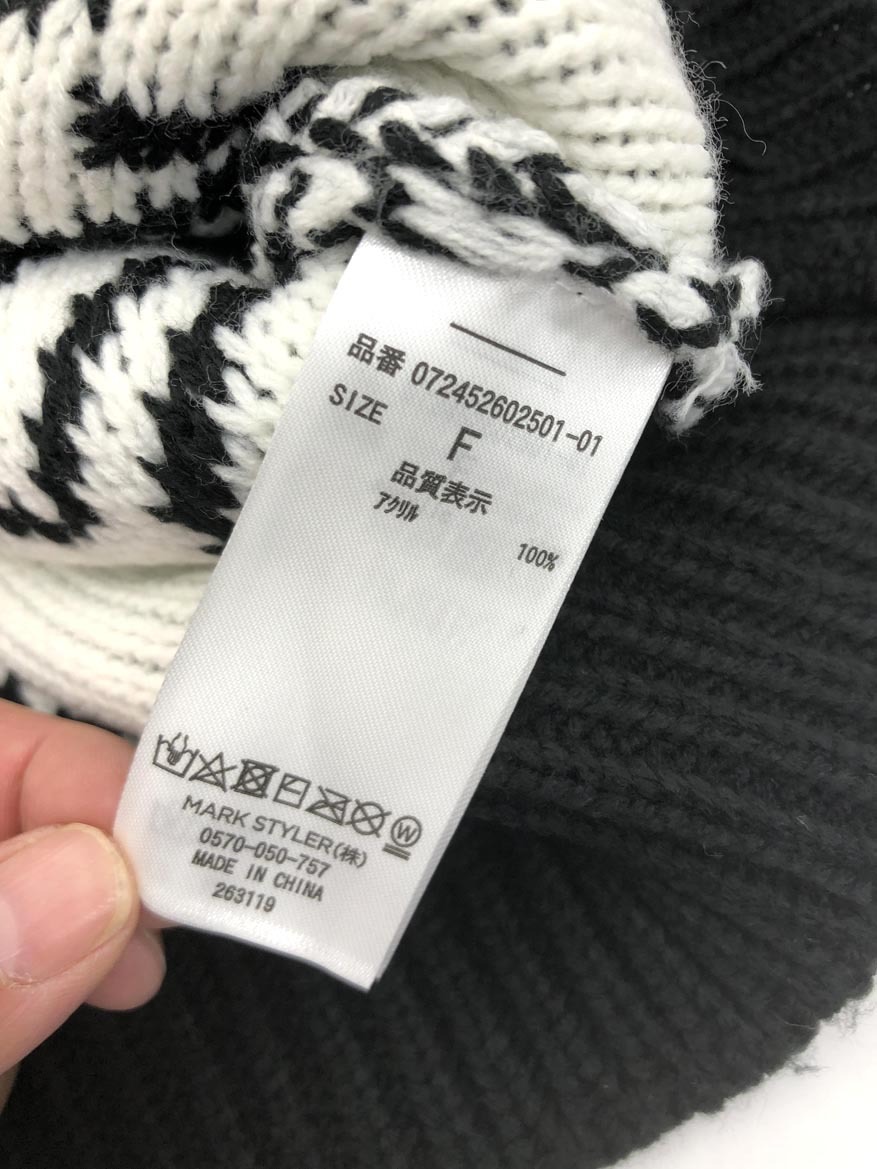 品番 072452602501-01
SIZE
F
品質表示
アクリル
100%
W
MARK STYLER(株)
0570-050-757
MADE IN CHINA
263119